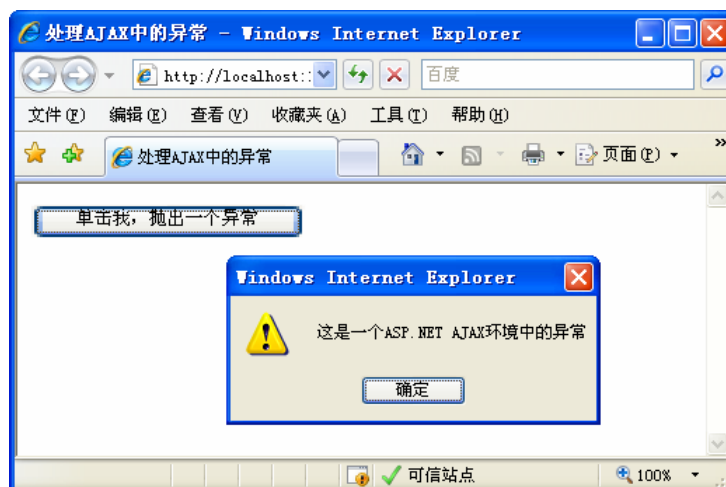 处理AJAX中的异常 - Windows Internet Explorer
http://localhost:
百度
文件(F) 编辑(E) 查看(V) 收藏夹(A) 工具(T) 帮助(H)
处理AJAX中的异常
页面(P)
»
单击我，抛出一个异常
Windows Internet Explorer
这是一个ASP.NET AJAX环境中的异常
确定
可信站点
100%